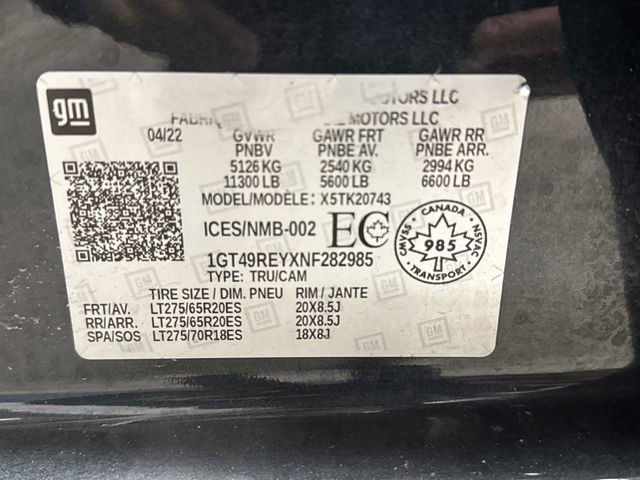 gm
MOTORS LLC
MOTORS LLC
04/22 GVWR GAWR FRT GAWR RR
PNBV PNBE AV. PNBE ARR.
5126 KG 2540 KG 2994 KG
11300 LB 5600 LB 6600 LB
MODEL/MODÈLE: X5TK20743
ICES/NMB-002 EC
CANADA
CMVSS 985 NSVAC
TRANSPORT
1GT49REYXNF282985
TYPE: TRU/CAM
TIRE SIZE / DIM. PNEU RIM / JANTE
FRT/AV. LT275/65R20ES 20X8.5J
RR/ARR. LT275/65R20ES 20X8.5J
SPA/SOS LT275/70R18ES 18X8J